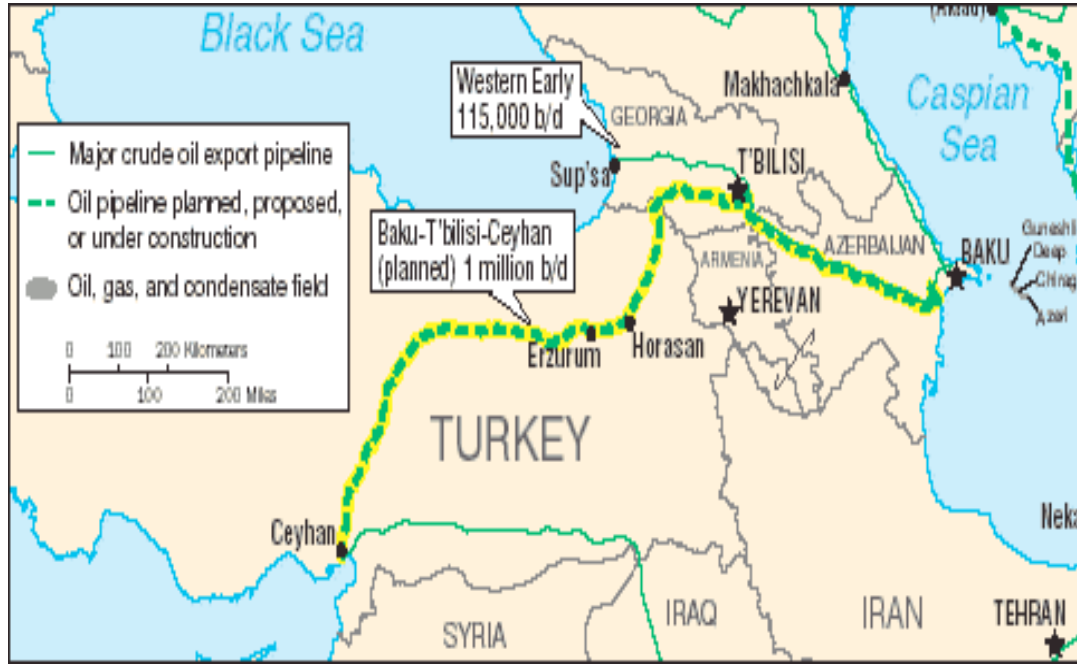 (Aktau)
Black Sea
Caspian
Sea
Western Early
115,000 b/d
Makhachkala
GEORGIA
Major crude oil export pipeline
Oil pipeline planned, proposed,
or under construction
Oil, gas, and condensate field
0 100 200 Kilometers
0 100 200 Miles
Sup'sa
T'BILISI
Baku-T'bilisi-Ceyhan
(planned) 1 million b/d
AZERBAIJAN
ARMENIA
BAKU
Guneshli
Deep
Chirag
Azeri
YEREVAN
Erzurum
Horasan
TURKEY
Ceyhan
Neka
SYRIA
IRAQ
IRAN
TEHRAN